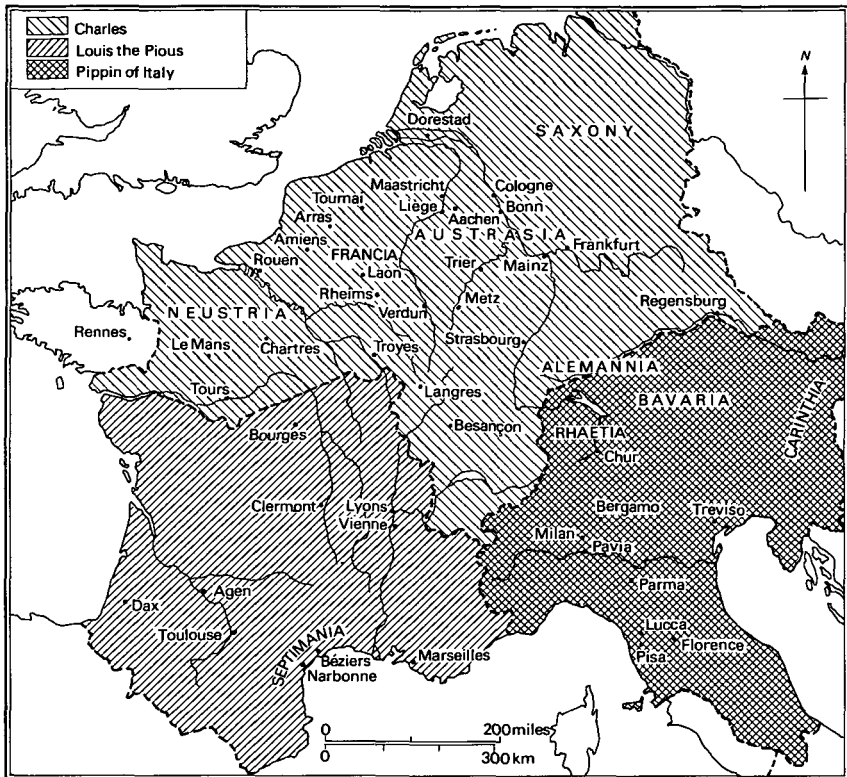 Charles
Louis the Pious
Pippin of Italy
N
Dorestad
SAXONY
Maastricht
Cologne
Tournai
Liège
Bonn
Arras
Aachen
AUSTRASIA
Amiens
Frankfurt
Rouen
FRANCIA
Laon
Trier
Mainz
Rheims
Metz
Regensburg
NEUSTRIA
Verdun
Rennes
Le Mans
Chartres
Troyes
Strasbourg
ALEMANNIA
Tours
Langres
BAVARIA
CARINTHIA
Bourges
Besançon
RHAETIA
Chur
Clermont
Lyons
Vienne
Bergamo
Treviso
Milan
Pavia
Parma
Agen
Dax
Toulouse
Lucca
Florence
Pisa
SEPTIMANIA
Béziers
Narbonne
Marseilles
0 200 miles
0 300 km